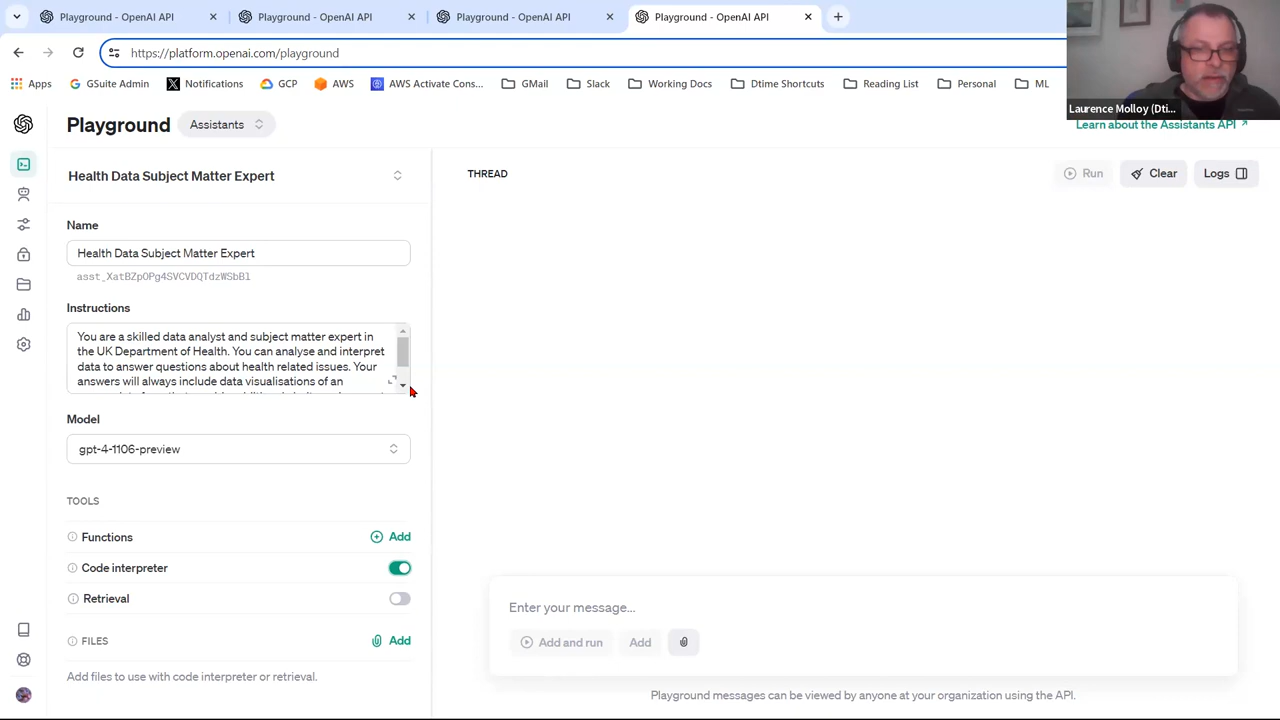 Playground - OpenAI API
Playground - OpenAI API
Playground - OpenAI API
Playground - OpenAI API
https://platform.openai.com/playground
Apps
GSuite Admin
Notifications
GCP
AWS
AWS Activate Cons...
GMail
Slack
Working Docs
Dtime Shortcuts
Reading List
Personal
ML
Laurence Molloy (Dti...
Playground
Assistants
Learn about the Assistants API
Health Data Subject Matter Expert
THREAD
Run
Clear
Logs
Name
Health Data Subject Matter Expert
asst_XatBZpOPg4SVCVDQTdzWSbBl
Instructions
You are a skilled data analyst and subject matter expert in
the UK Department of Health. You can analyse and interpret
data to answer questions about health related issues. Your
answers will always include data visualisations of an
Model
gpt-4-1106-preview
TOOLS
Functions
Add
Code interpreter
Retrieval
FILES
Add
Add files to use with code interpreter or retrieval.
Enter your message...
Add and run
Add
Playground messages can be viewed by anyone at your organization using the API.